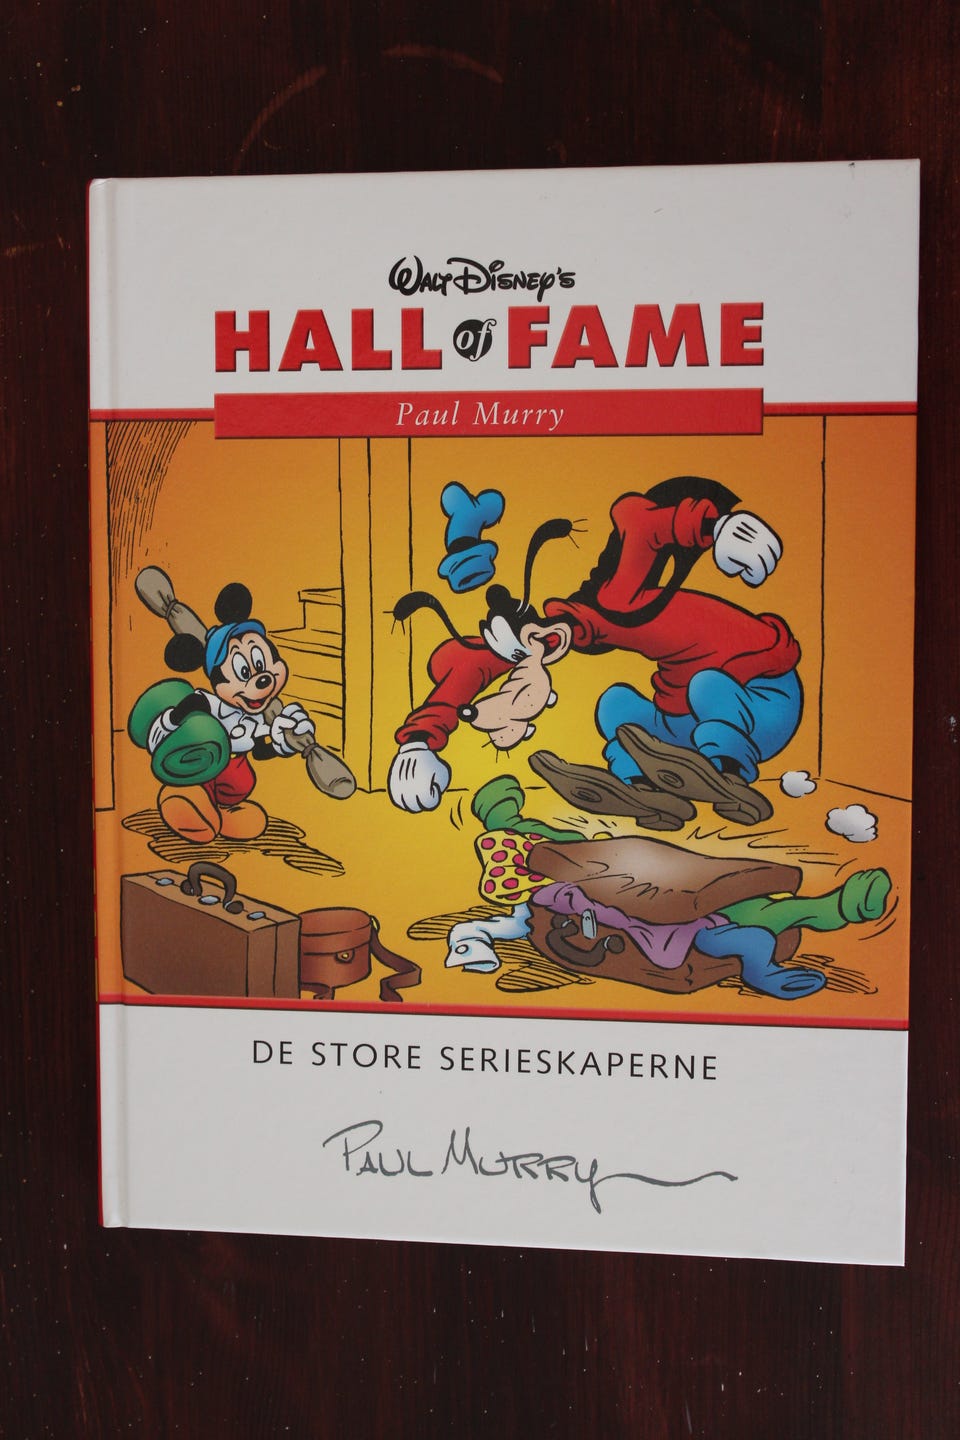 WALT DISNEY'S
HALL of FAME
Paul Murry
DE STORE SERIESKAPERNE
PAUL MURRY